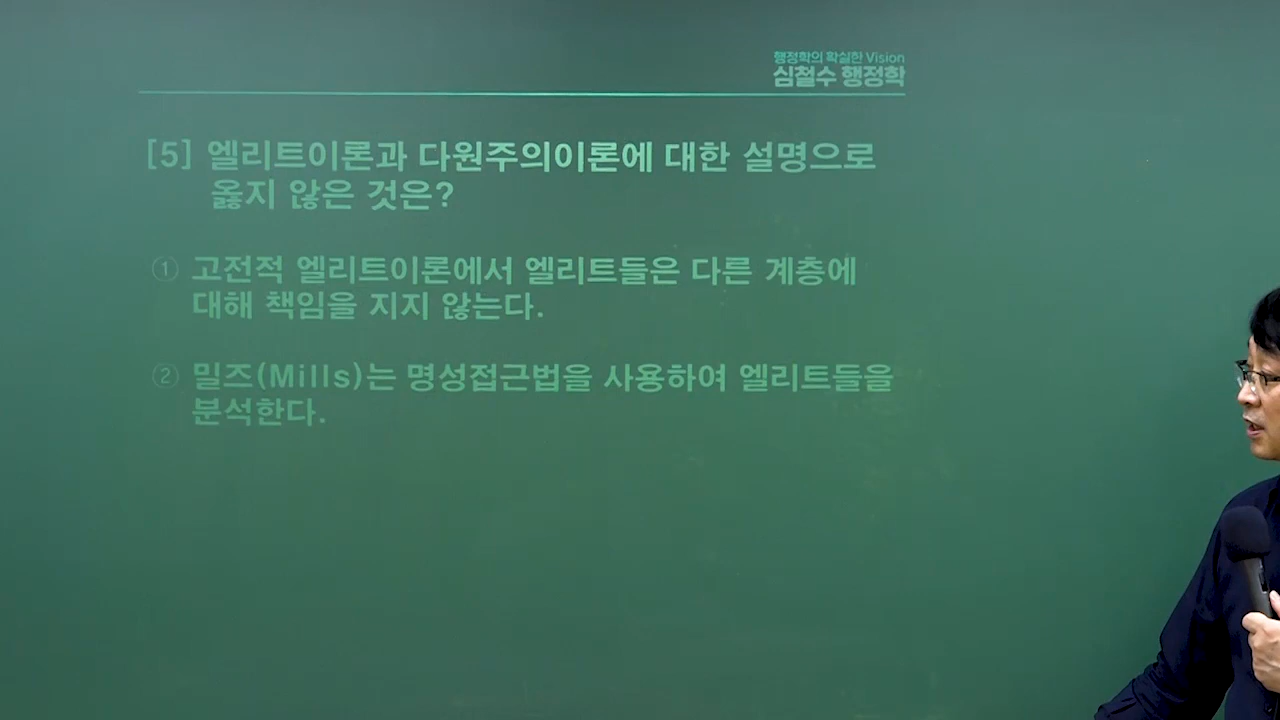 행정학의 확실한 Vision
심철수 행정학
[5] 엘리트이론과 다원주의이론에 대한 설명으로
옳지 않은 것은?
① 고전적 엘리트이론에서 엘리트들은 다른 계층에
대해 책임을 지지 않는다.
② 밀즈(Mills)는 명성접근법을 사용하여 엘리트들을
분석한다.